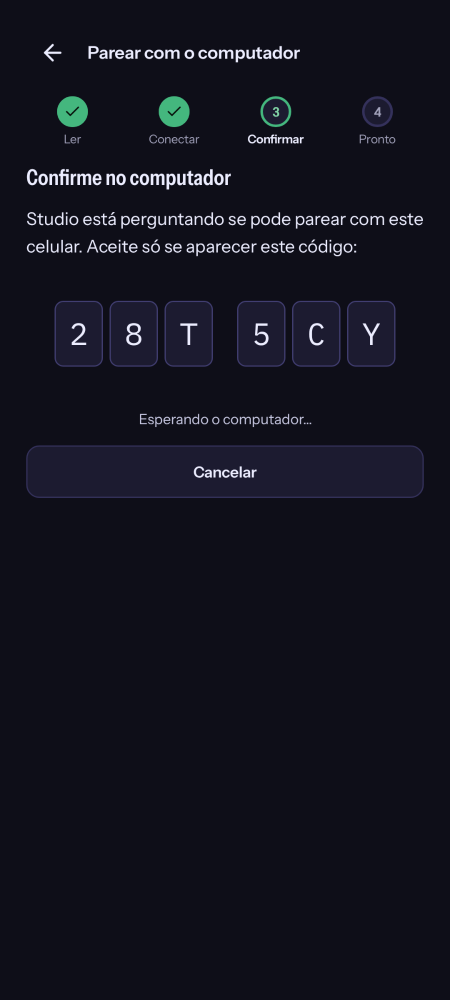 Parear com o computador
3
4
Ler
Conectar
Confirmar
Pronto
Confirme no computador
Studio está perguntando se pode parear com este
celular. Aceite só se aparecer este código:
2 8 T 5 C Y
Esperando o computador...
Cancelar